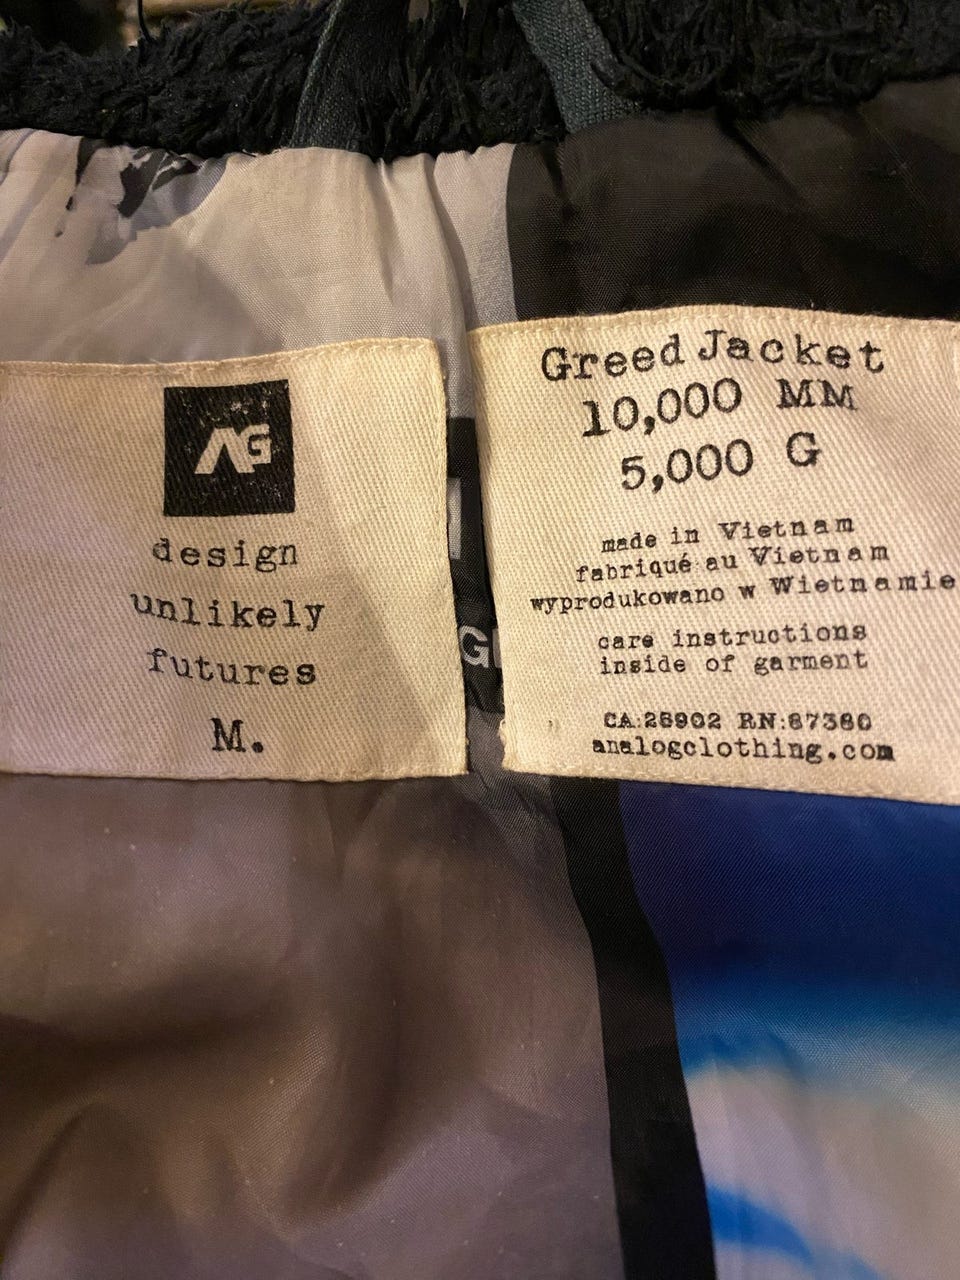 AG
design
unlikely
futures
M.
Greed Jacket
10,000 MM
5,000 G
made in Vietnam
fabriqué au Vietnam
wyprodukowano w Wietnamie
care instructions
inside of garment
CA:28902 RN:87380
analogclothing.com